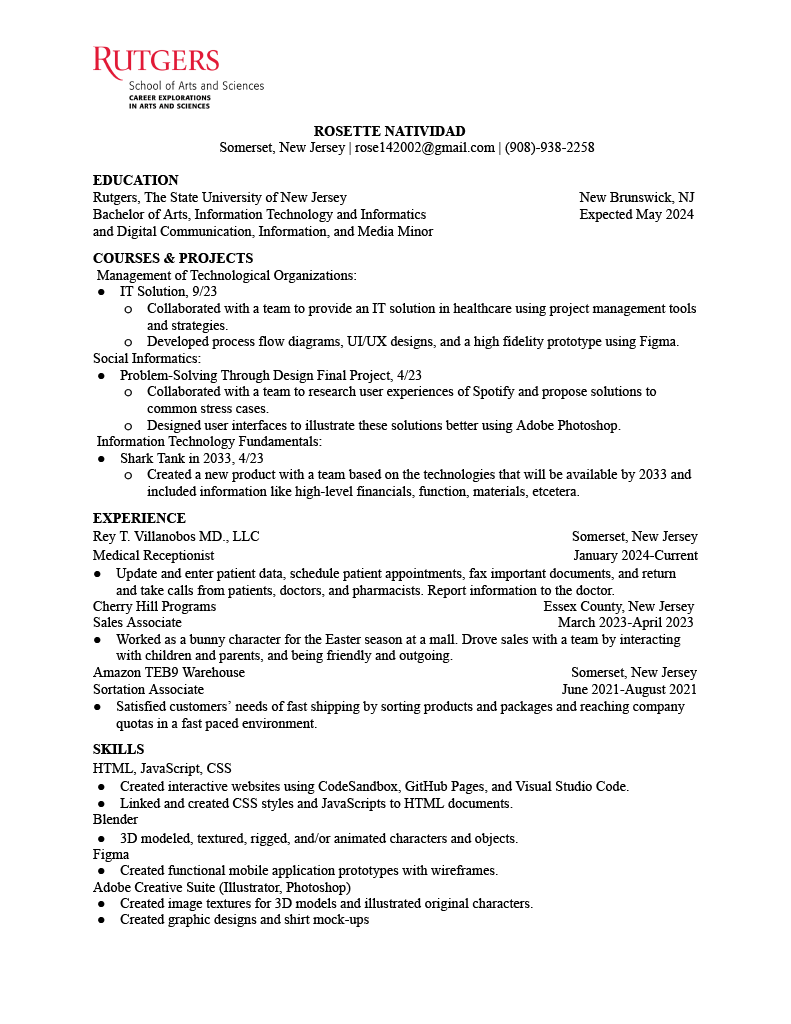 RUTGERS
School of Arts and Sciences
CAREER EXPLORATIONS
IN ARTS AND SCIENCES
ROSETTE NATIVIDAD
Somerset, New Jersey | rose142002@gmail.com | (908)-938-2258
EDUCATION
Rutgers, The State University of New Jersey New Brunswick, NJ
Bachelor of Arts, Information Technology and Informatics Expected May 2024
and Digital Communication, Information, and Media Minor
COURSES & PROJECTS
Management of Technological Organizations:
● IT Solution, 9/23
o Collaborated with a team to provide an IT solution in healthcare using project management tools
and strategies.
o Developed process flow diagrams, UI/UX designs, and a high fidelity prototype using Figma.
Social Informatics:
● Problem-Solving Through Design Final Project, 4/23
o Collaborated with a team to research user experiences of Spotify and propose solutions to
common stress cases.
o Designed user interfaces to illustrate these solutions better using Adobe Photoshop.
Information Technology Fundamentals:
● Shark Tank in 2033, 4/23
o Created a new product with a team based on the technologies that will be available by 2033 and
included information like high-level financials, function, materials, etcetera.
EXPERIENCE
Rey T. Villanobos MD., LLC Somerset, New Jersey
Medical Receptionist January 2024-Current
● Update and enter patient data, schedule patient appointments, fax important documents, and return
and take calls from patients, doctors, and pharmacists. Report information to the doctor.
Cherry Hill Programs Essex County, New Jersey
Sales Associate March 2023-April 2023
● Worked as a bunny character for the Easter season at a mall. Drove sales with a team by interacting
with children and parents, and being friendly and outgoing.
Amazon TEB9 Warehouse Somerset, New Jersey
Sortation Associate June 2021-August 2021
● Satisfied customers’ needs of fast shipping by sorting products and packages and reaching company
quotas in a fast paced environment.
SKILLS
HTML, JavaScript, CSS
● Created interactive websites using CodeSandbox, GitHub Pages, and Visual Studio Code.
● Linked and created CSS styles and JavaScripts to HTML documents.
Blender
● 3D modeled, textured, rigged, and/or animated characters and objects.
Figma
● Created functional mobile application prototypes with wireframes.
Adobe Creative Suite (Illustrator, Photoshop)
● Created image textures for 3D models and illustrated original characters.
● Created graphic designs and shirt mock-ups